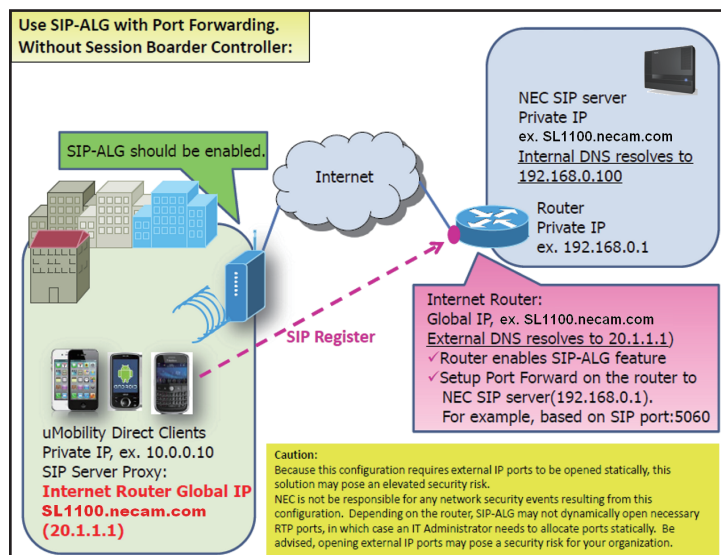 Use SIP-ALG with Port Forwarding.
Without Session Boarder Controller:
SIP-ALG should be enabled.
Internet
NEC SIP server
Private IP
ex. SL1100.necam.com
Internal DNS resolves to
192.168.0.100
Router
Private IP
ex. 192.168.0.1
SIP Register
Internet Router:
Global IP, ex. SL1100.necam.com
External DNS resolves to 20.1.1.1)
✓Router enables SIP-ALG feature
✓Setup Port Forward on the router to
NEC SIP server(192.168.0.1).
For example, based on SIP port:5060
uMobility Direct Clients
Private IP, ex. 10.0.0.10
SIP Server Proxy:
Internet Router Global IP
SL1100.necam.com
(20.1.1.1)
Caution:
Because this configuration requires external IP ports to be opened statically, this
solution may pose an elevated security risk.
NEC is not be responsible for any network security events resulting from this
configuration. Depending on the router, SIP-ALG may not dynamically open necessary
RTP ports, in which case an IT Administrator needs to allocate ports statically. Be
advised, opening external IP ports may pose a security risk for your organization.